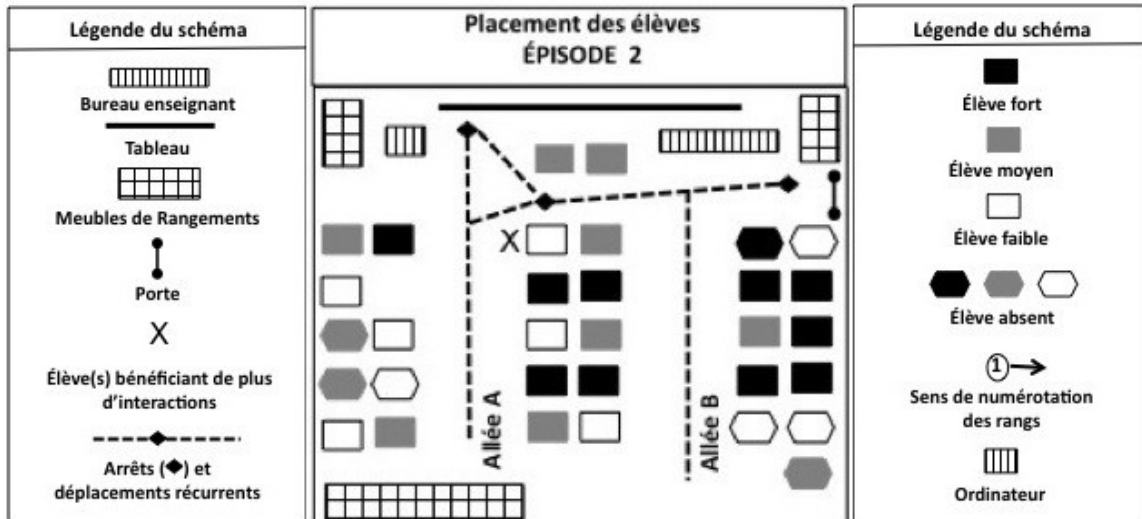 Légende du schéma
Bureau enseignant
Tableau
Meubles de Rangements
Porte
X
Élève(s) bénéficiant de plus
d'interactions
Arrêts (◆) et
déplacements récurrents
Placement des élèves
ÉPISODE 2
X
Allée A
Allée B
Légende du schéma
Élève fort
Élève moyen
Élève faible
Élève absent
1
Sens de numérotation
des rangs
Ordinateur